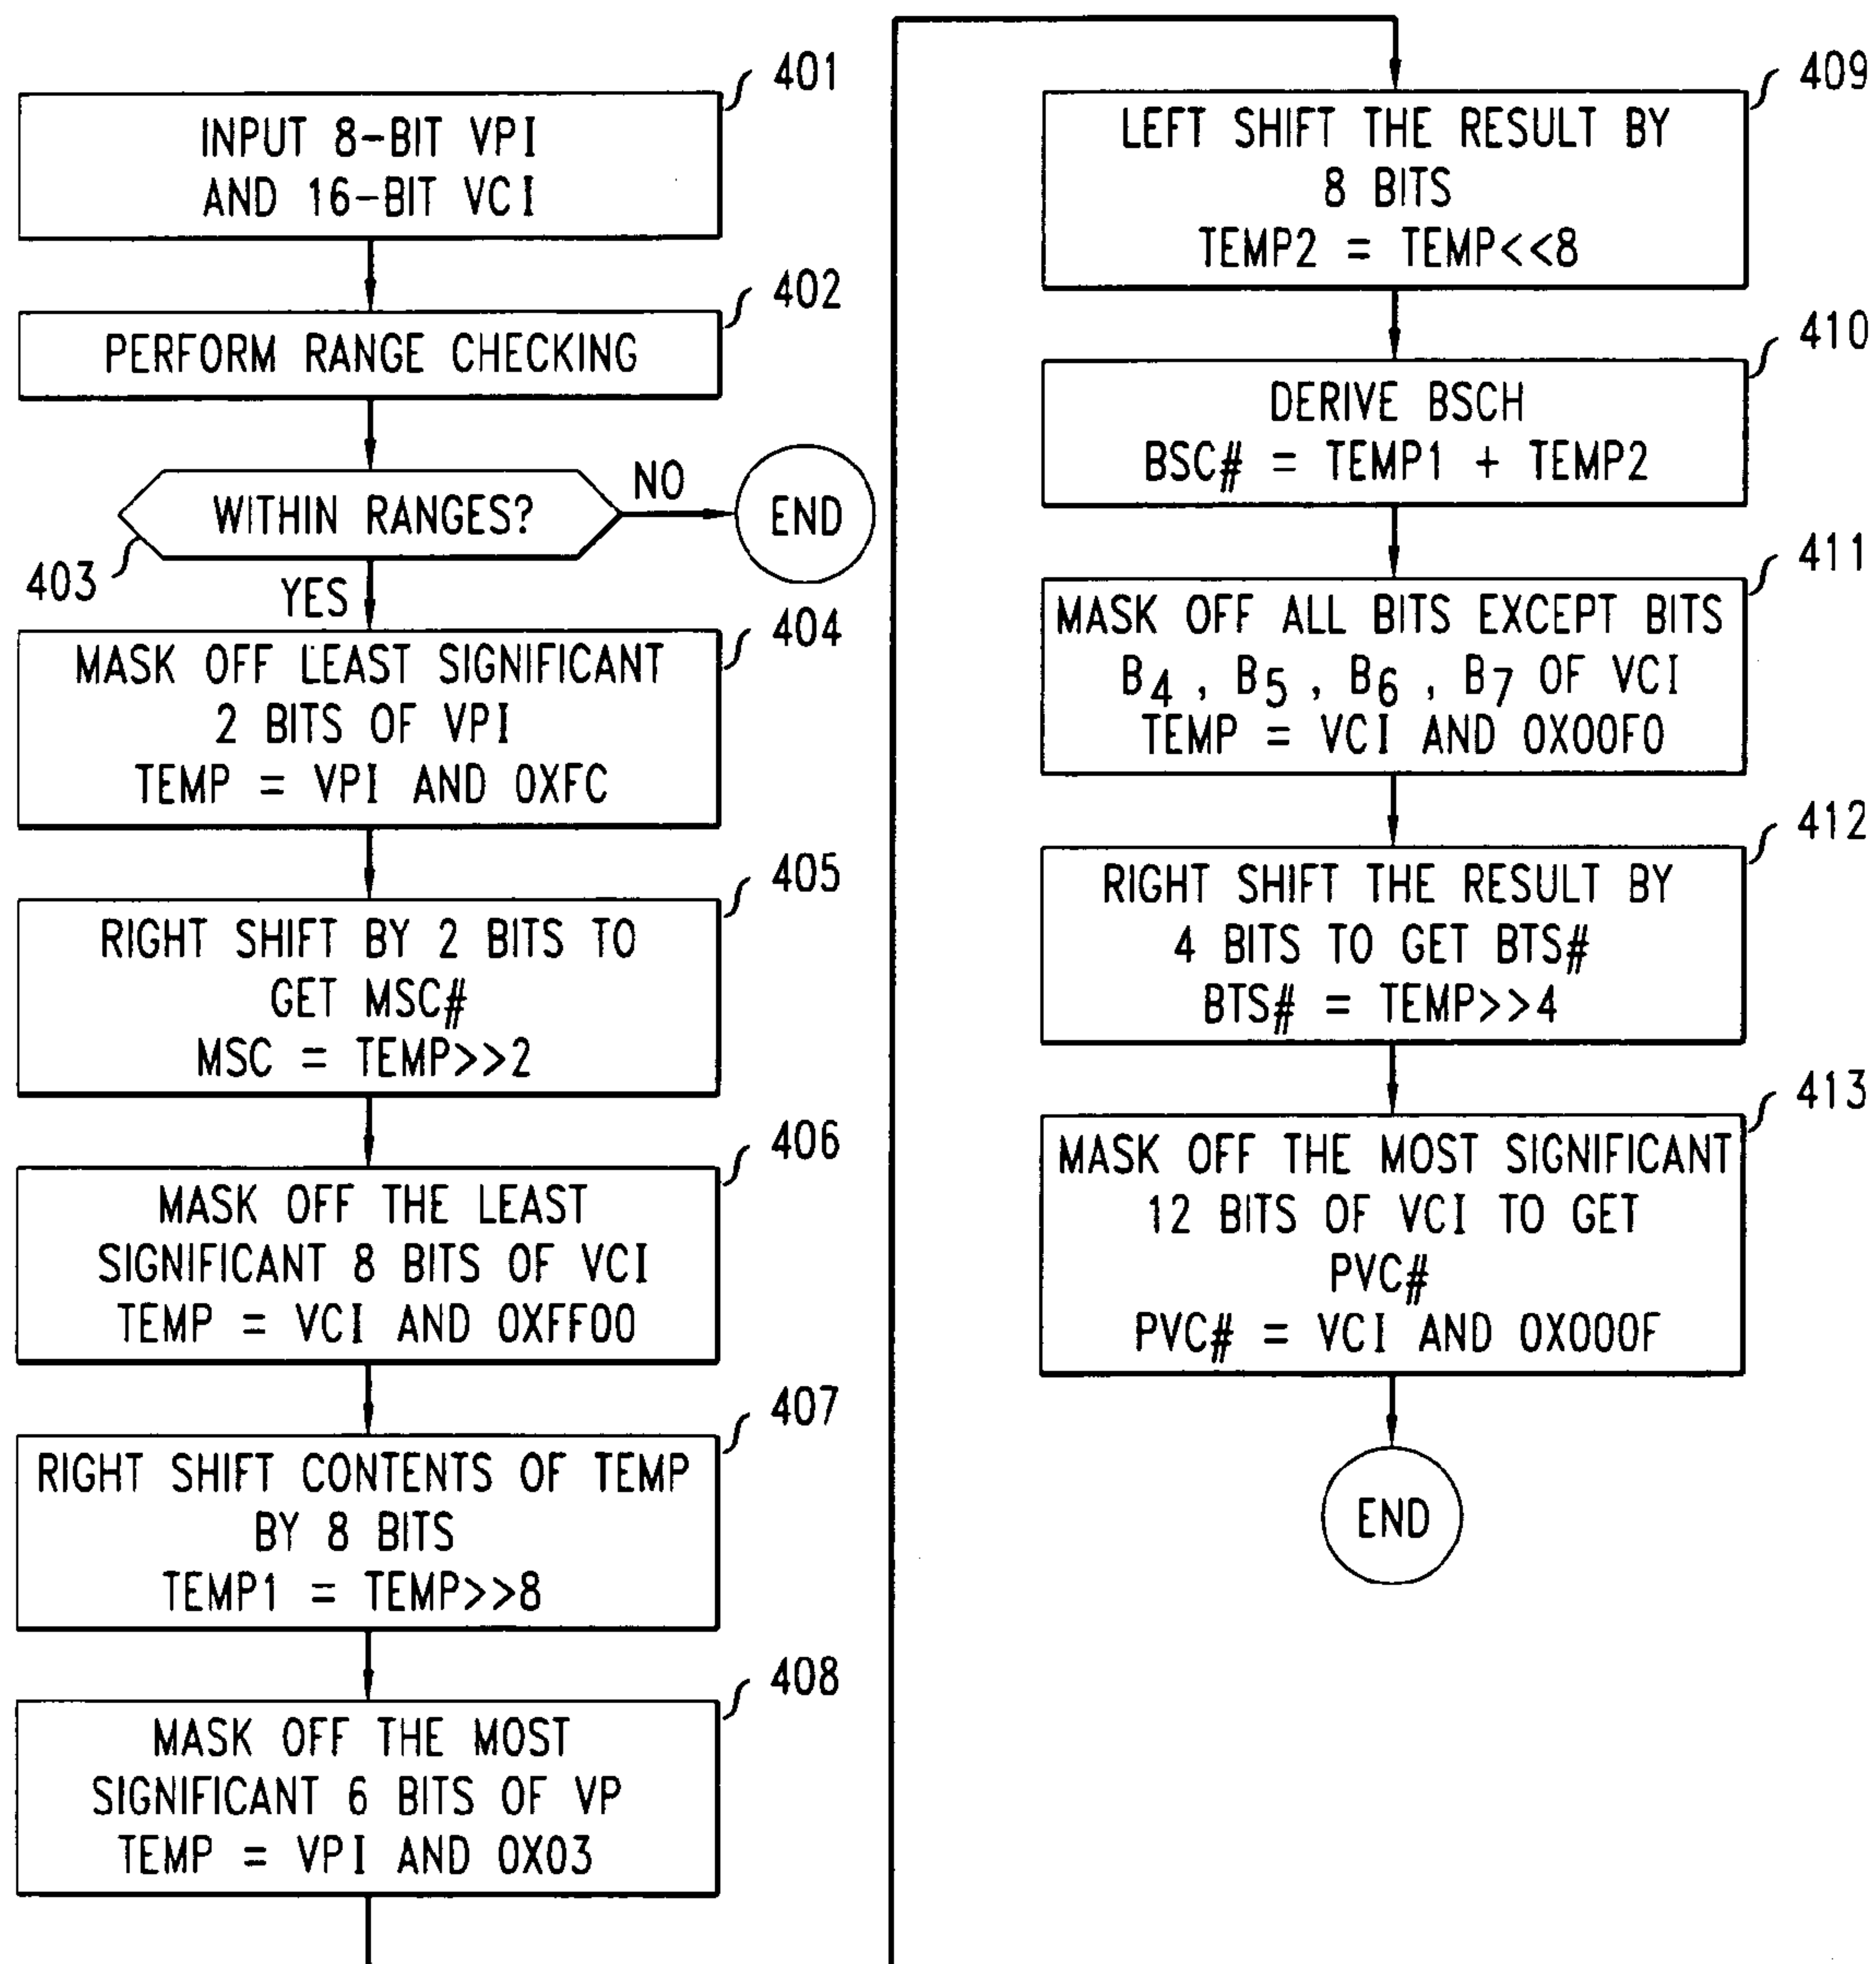 401
INPUT 8-BIT VPI
AND 16-BIT VCI
402
PERFORM RANGE CHECKING
WITHIN RANGES?
NO
END
403
YES
404
MASK OFF LEAST SIGNIFICANT
2 BITS OF VPI
TEMP = VPI AND 0XFC
405
RIGHT SHIFT BY 2 BITS TO
GET MSC#
MSC = TEMP>>2
406
MASK OFF THE LEAST
SIGNIFICANT 8 BITS OF VCI
TEMP = VCI AND 0XFF00
407
RIGHT SHIFT CONTENTS OF TEMP
BY 8 BITS
TEMP1 = TEMP>>8
408
MASK OFF THE MOST
SIGNIFICANT 6 BITS OF VP
TEMP = VPI AND 0X03
409
LEFT SHIFT THE RESULT BY
8 BITS
TEMP2 = TEMP<<8
410
DERIVE BSCH
BSC# = TEMP1 + TEMP2
411
MASK OFF ALL BITS EXCEPT BITS
B4 , B5 , B6 , B7 OF VCI
TEMP = VCI AND 0X00F0
412
RIGHT SHIFT THE RESULT BY
4 BITS TO GET BTS#
BTS# = TEMP>>4
413
MASK OFF THE MOST SIGNIFICANT
12 BITS OF VCI TO GET
PVC#
PVC# = VCI AND 0X000F
END